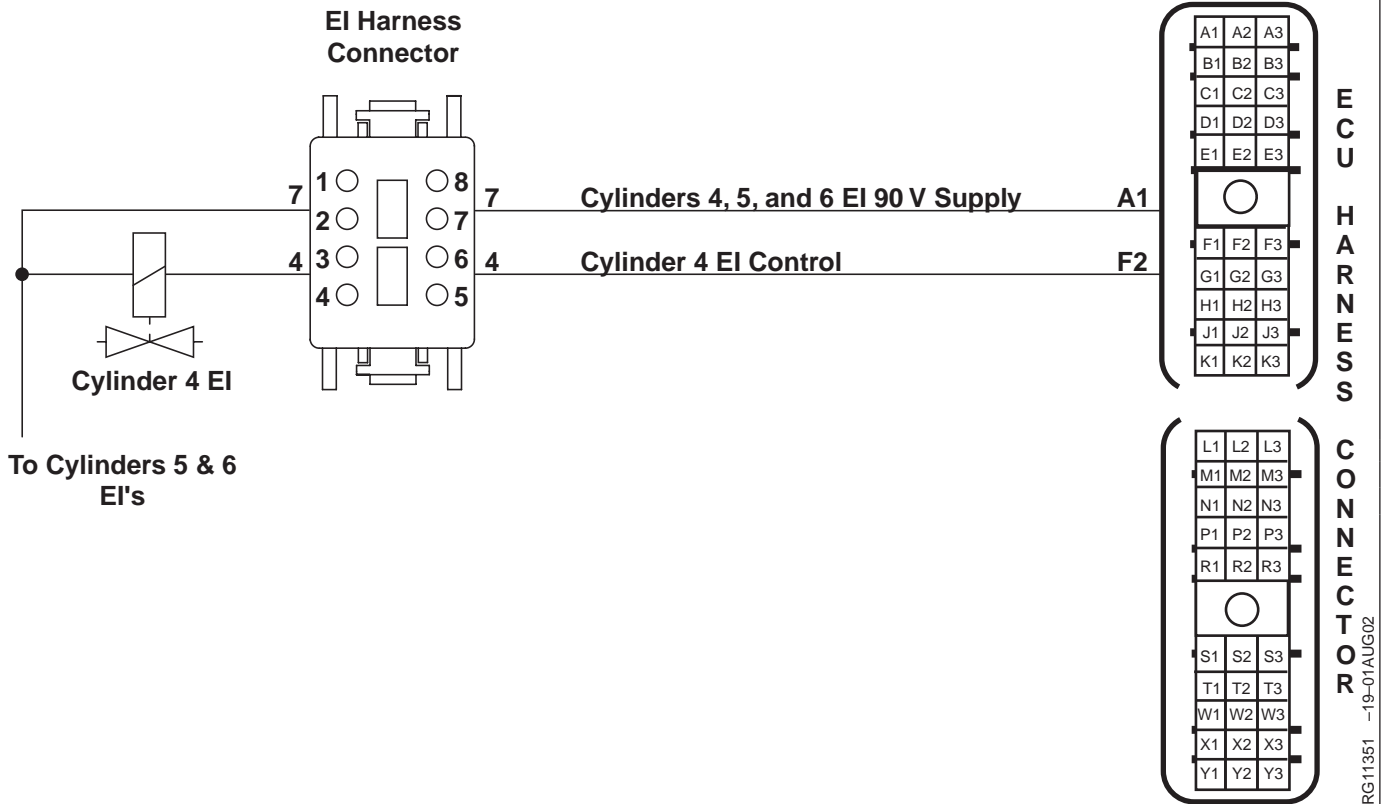 EI Harness
Connector
1
2
3
4
8
7
6
5
7
4
7 Cylinders 4, 5, and 6 EI 90 V Supply A1
4 Cylinder 4 EI Control F2
Cylinder 4 EI
To Cylinders 5 & 6
EI's
A1 A2 A3
B1 B2 B3
C1 C2 C3
D1 D2 D3
E1 E2 E3
F1 F2 F3
G1 G2 G3
H1 H2 H3
J1 J2 J3
K1 K2 K3
L1 L2 L3
M1 M2 M3
N1 N2 N3
P1 P2 P3
R1 R2 R3
S1 S2 S3
T1 T2 T3
W1 W2 W3
X1 X2 X3
Y1 Y2 Y3
ECU HARNESS CONNECTOR
RG11351 –19–01AUG02